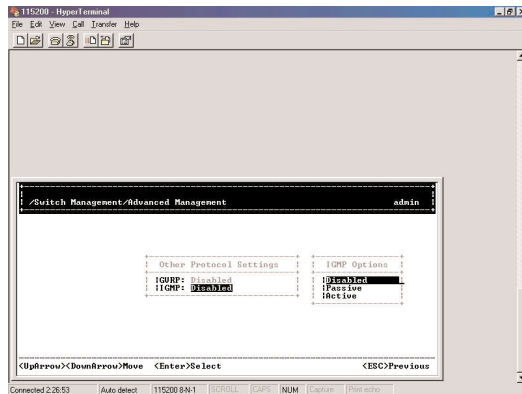 115200 - HyperTerminal
File Edit View Call Transfer Help
/Switch Management/Advanced Management admin
Other Protocol Settings
GVRP: Disabled
IGMP: Disabled
IGMP Options
Disabled
Passive
Active
<UpArrow><DownArrow>Move <Enter>Select <ESC>Previous
Connected 2:26:53 Auto detect 115200 8-N-1 SCROLL CAPS NUM Capture Print echo